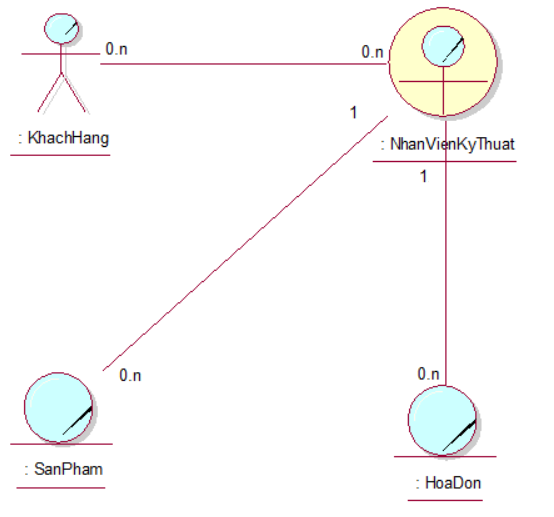 0.n
0.n
: KhachHang
1
: NhanVienKyThuat
1
0.n
0.n
: SanPham
: HoaDon